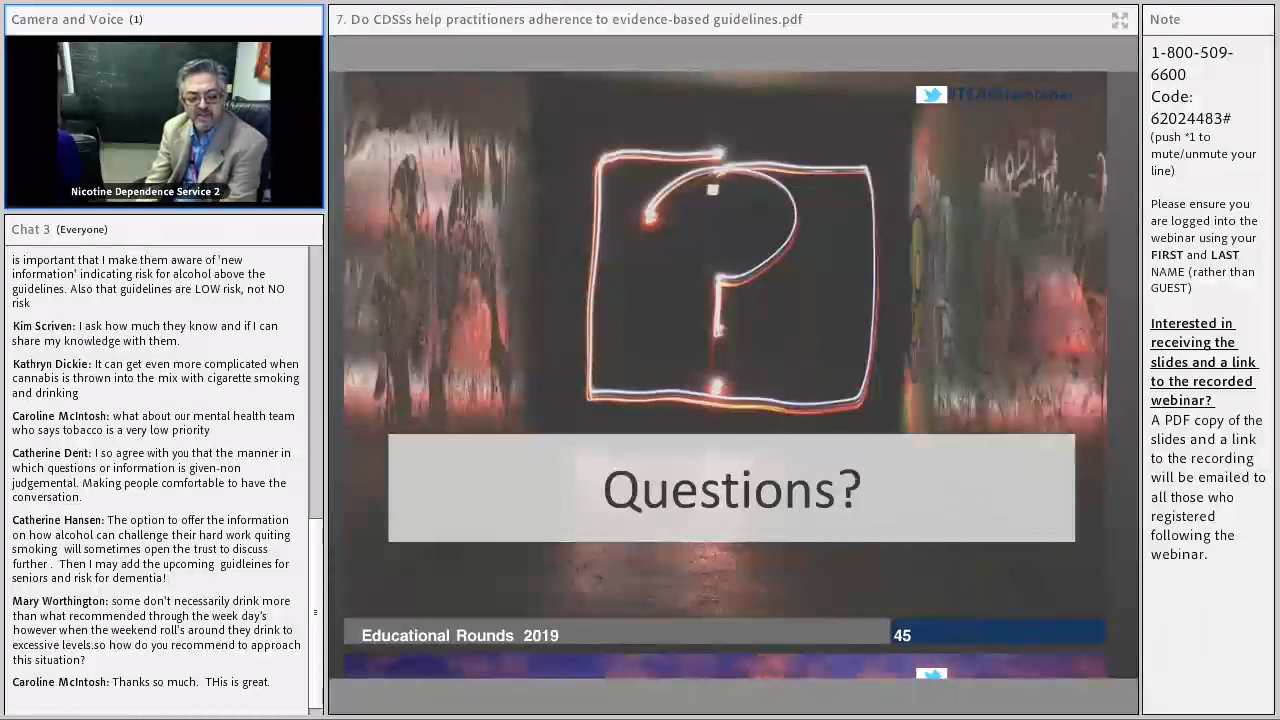 Camera and Voice (1)
Nicotine Dependence Service 2
Chat 3 (Everyone)
is important that I make them aware of 'new
information' indicating risk for alcohol above the
guidelines. Also that guidelines are LOW risk, not NO
risk
Kim Scriven: I ask how much they know and if I can
share my knowledge with them.
Kathryn Dickie: It can get even more complicated when
cannabis is thrown into the mix with cigarette smoking
and drinking
Caroline McIntosh: what about our mental health team
who says tobacco is a very low priority
Catherine Dent: I so agree with you that the manner in
which questions or information is given-non
judgemental. Making people comfortable to have the
conversation.
Catherine Hansen: The option to offer the information
on how alcohol can challenge their hard work quiting
smoking will sometimes open the trust to discuss
further . Then I may add the upcoming guidleines for
seniors and risk for dementia!
Mary Worthington: some don't necessarily drink more
than what recommended through the week day's
however when the weekend roll's around they drink to
excessive levels.so how do you recommend to approach
this situation?
Caroline McIntosh: Thanks so much. THis is great.
7. Do CDSSs help practitioners adherence to evidence-based guidelines.pdf
?
Questions?
Educational Rounds 2019
45
Note
1-800-509-
6600
Code:
62024483#
(push *1 to
mute/unmute your
line)
Please ensure you
are logged into the
webinar using your
FIRST and LAST
NAME (rather than
GUEST)
Interested in
receiving the
slides and a link
to the recorded
webinar?
A PDF copy of the
slides and a link
to the recording
will be emailed to
all those who
registered
following the
webinar.